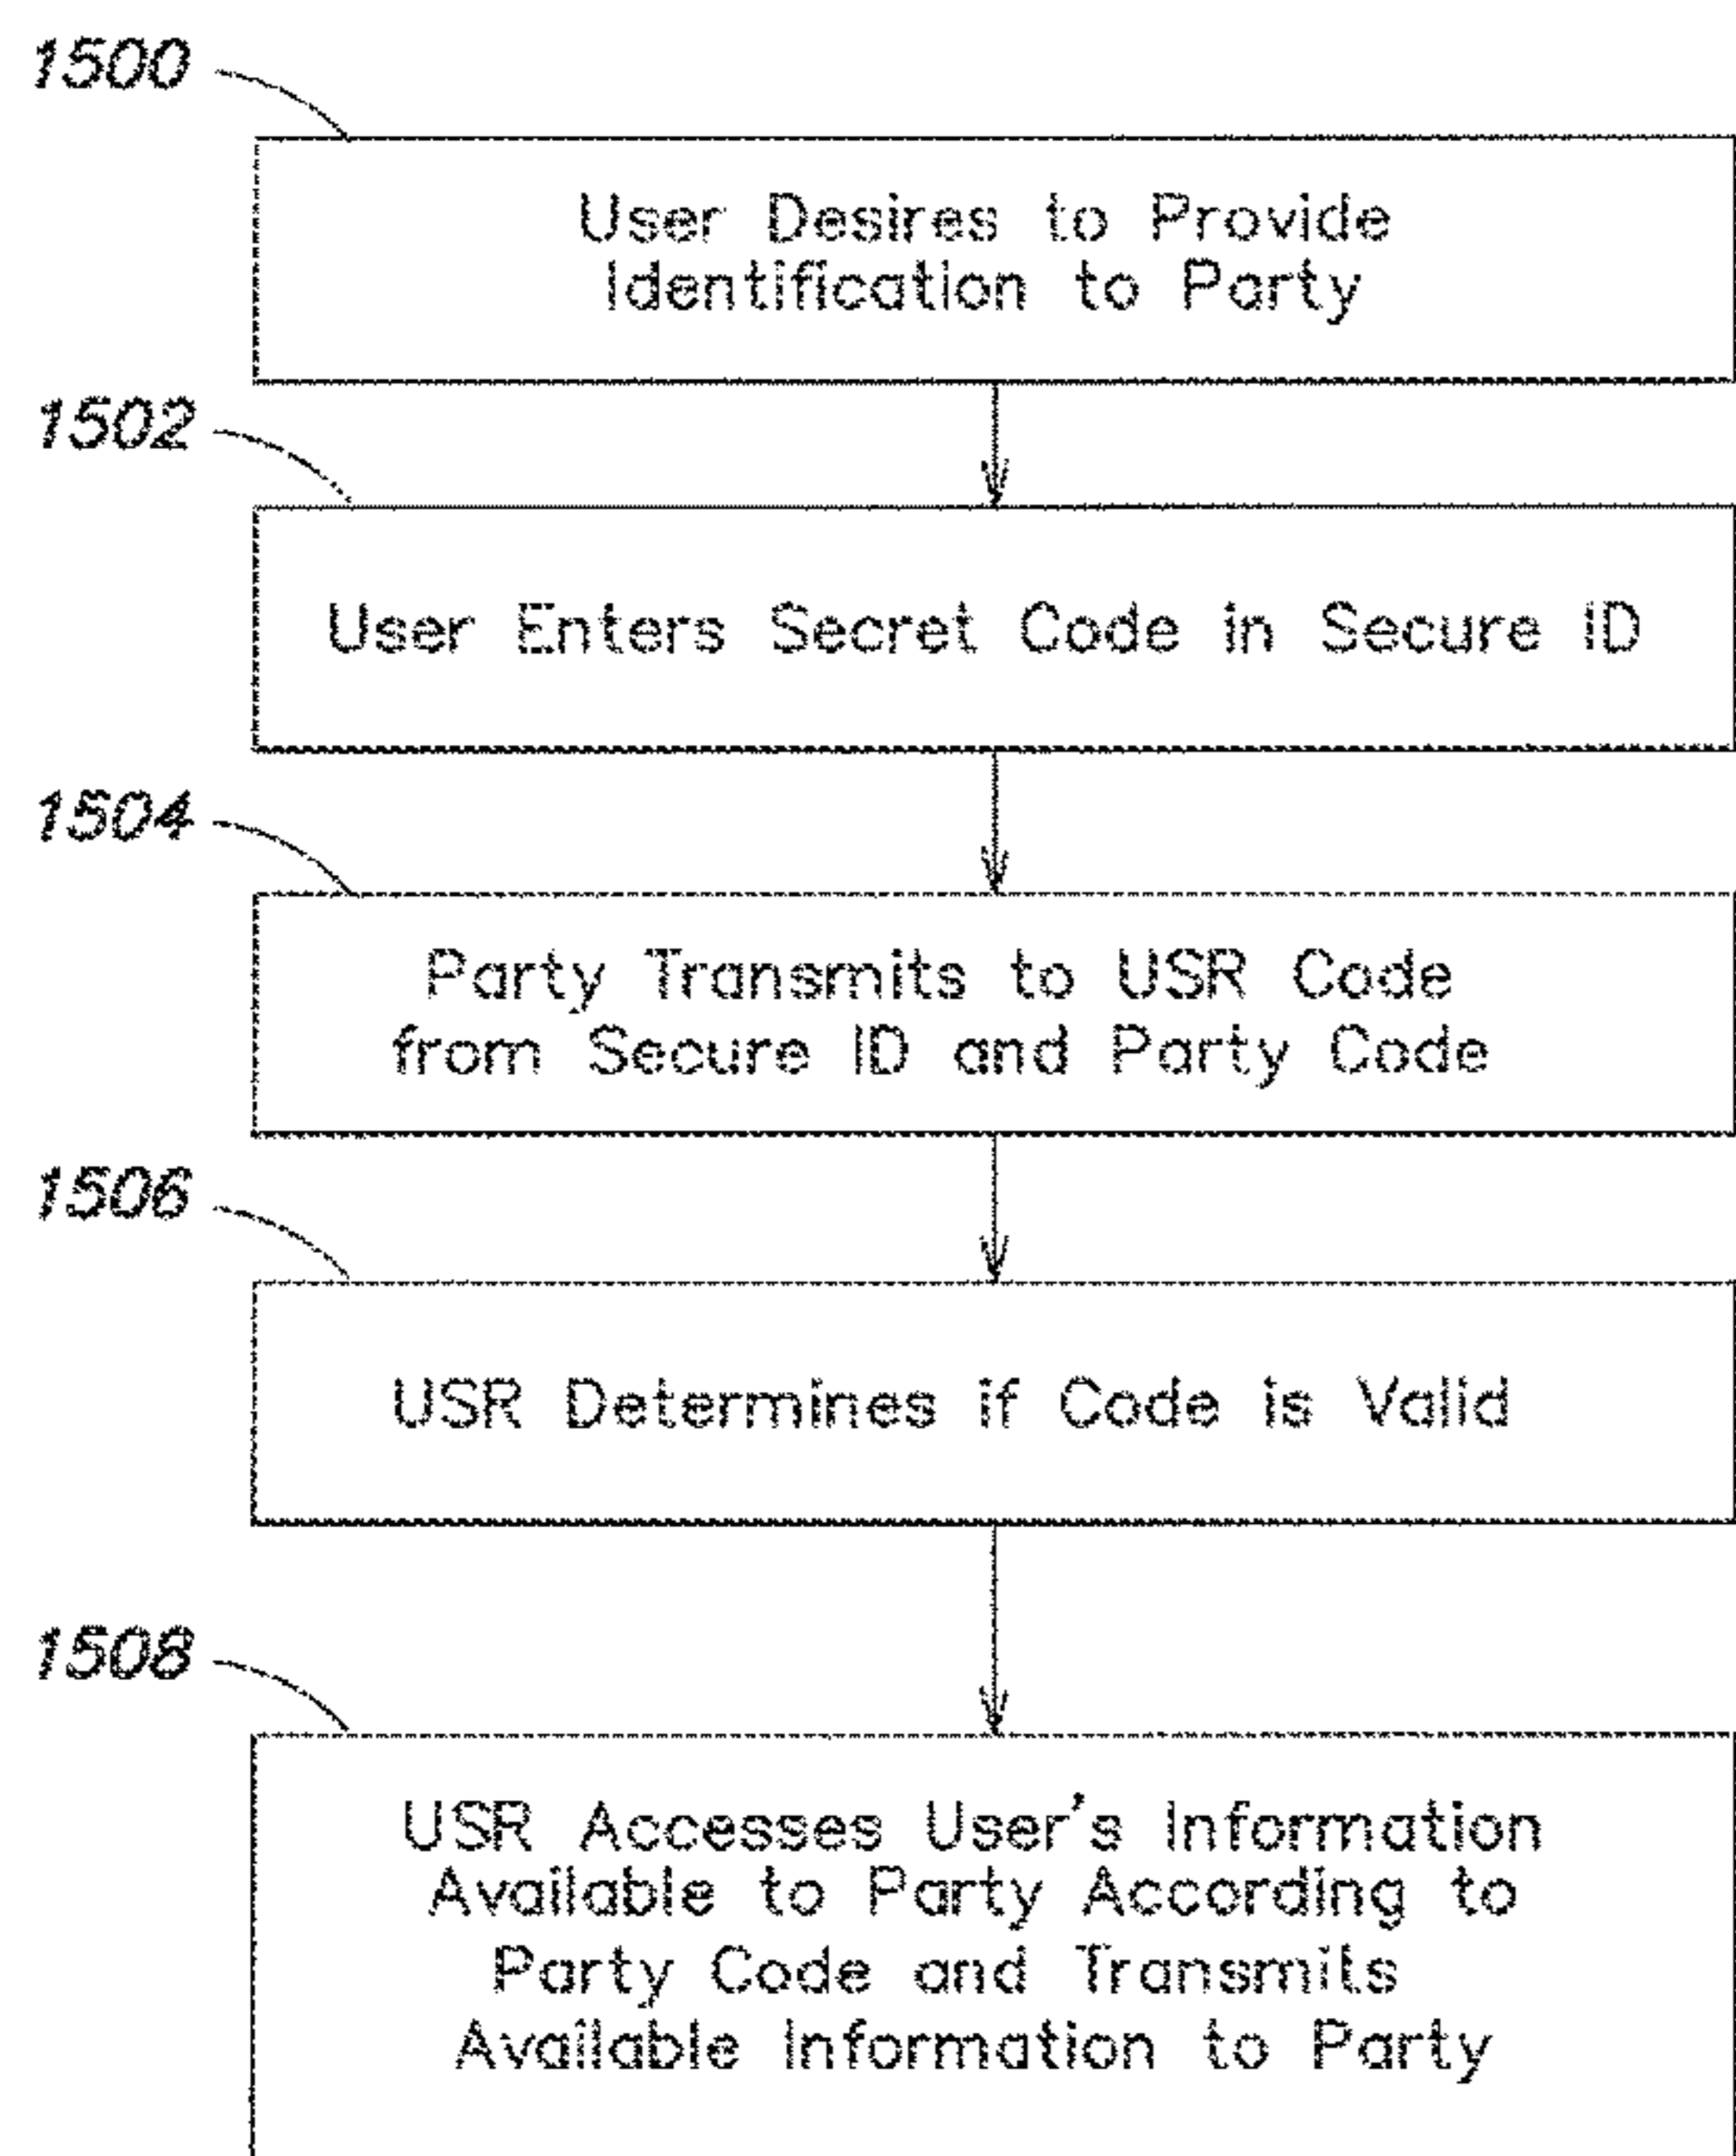 1500
User Desires to Provide
Identification to Party
1502
User Enters Secret Code in Secure ID
1504
Party Transmits to USR Code
from Secure ID and Party Code
1506
USR Determines if Code is Valid
1508
USR Accesses User's Information
Available to Party According to
Party Code and Transmits
Available Information to Party